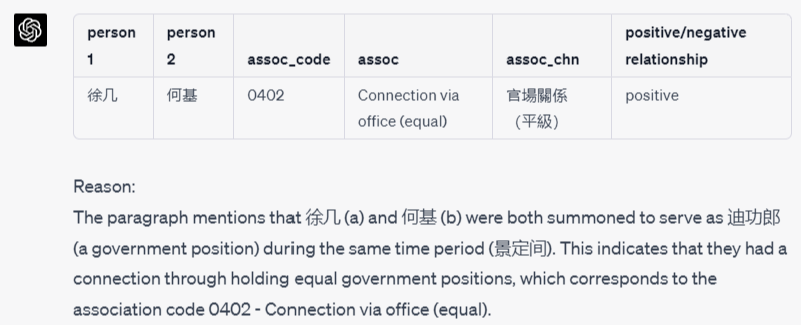 person 1
person 2
assoc_code
assoc
assoc_chn
positive/negative relationship
徐几
何基
0402
Connection via office (equal)
官場關係（平級）
positive
Reason:
The paragraph mentions that 徐几 (a) and 何基 (b) were both summoned to serve as 迪功郎
(a government position) during the same time period (景定间). This indicates that they had a
connection through holding equal government positions, which corresponds to the
association code 0402 - Connection via office (equal).